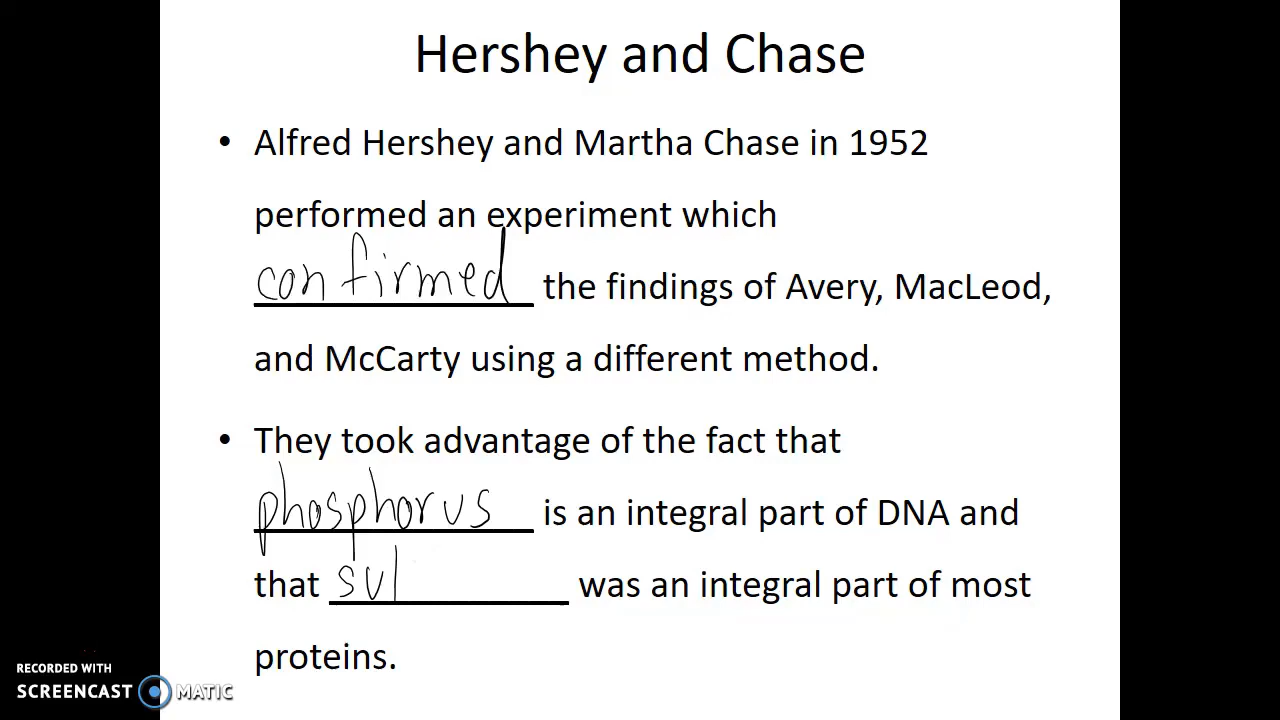 Hershey and Chase
• Alfred Hershey and Martha Chase in 1952
performed an experiment which
confirmed the findings of Avery, MacLeod,
and McCarty using a different method.
• They took advantage of the fact that
phosphorus is an integral part of DNA and
that sul was an integral part of most
proteins.
RECORDED WITH
SCREENCAST MATIC